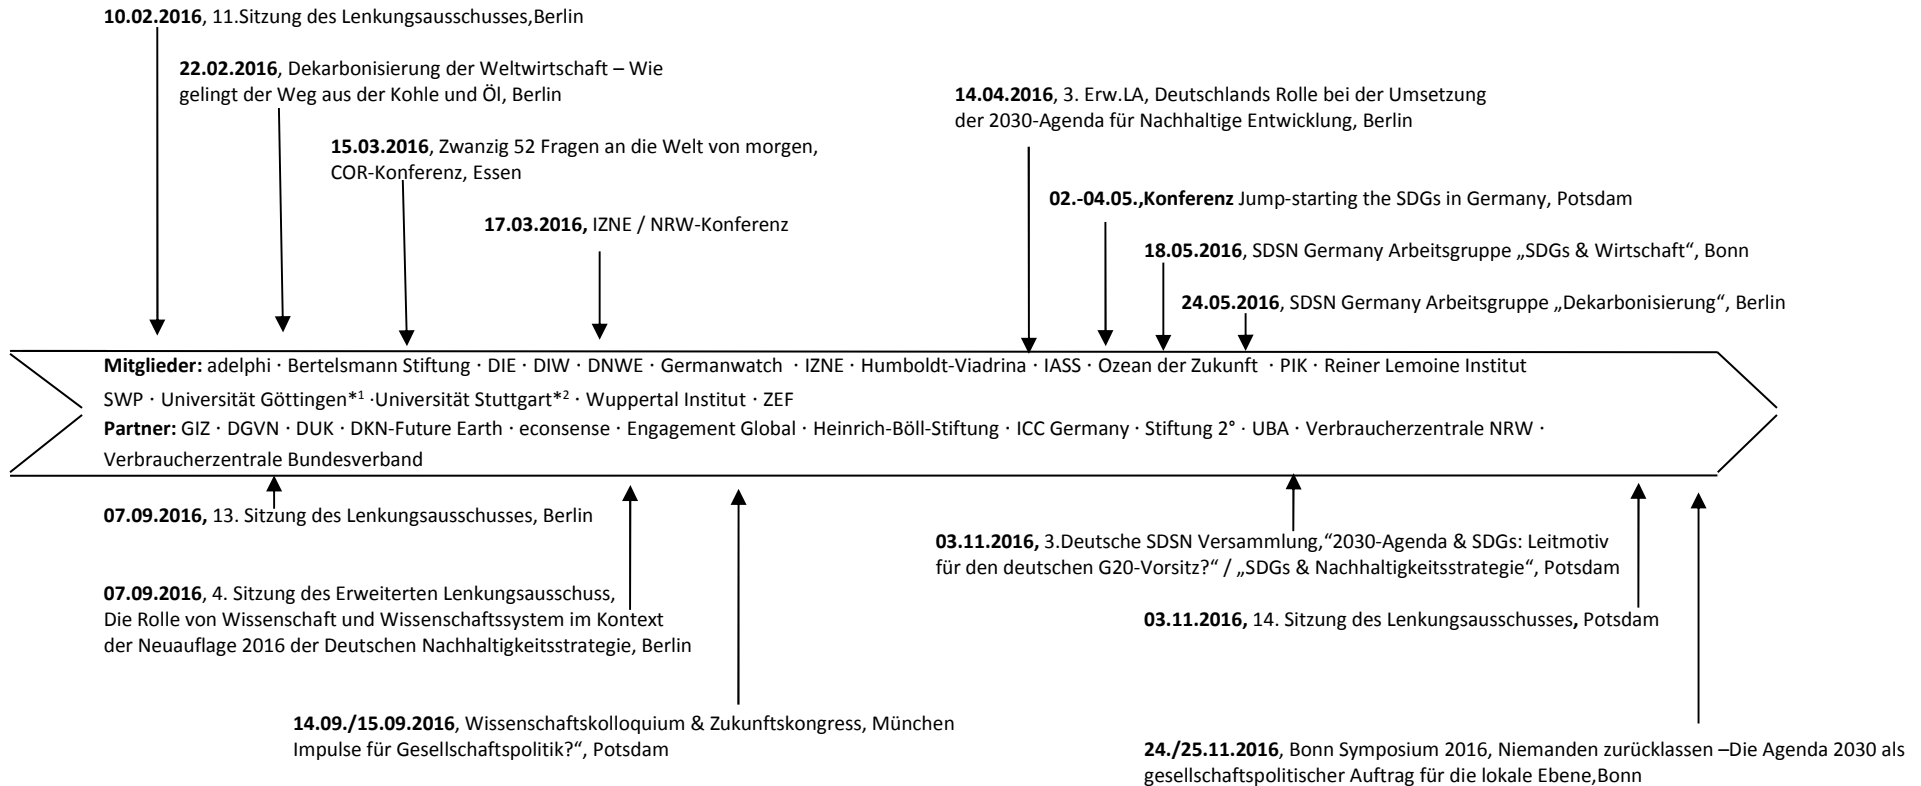 10.02.2016, 11.Sitzung des Lenkungsausschusses,Berlin
22.02.2016, Dekarbonisierung der Weltwirtschaft – Wie
gelingt der Weg aus der Kohle und Öl, Berlin
15.03.2016, Zwanzig 52 Fragen an die Welt von morgen,
COR-Konferenz, Essen
17.03.2016, IZNE / NRW-Konferenz
14.04.2016, 3. Erw.LA, Deutschlands Rolle bei der Umsetzung
der 2030-Agenda für Nachhaltige Entwicklung, Berlin
02.-04.05.,Konferenz Jump-starting the SDGs in Germany, Potsdam
18.05.2016, SDSN Germany Arbeitsgruppe „SDGs & Wirtschaft“, Bonn
24.05.2016, SDSN Germany Arbeitsgruppe „Dekarbonisierung“, Berlin
Mitglieder: adelphi · Bertelsmann Stiftung · DIE · DIW · DNWE · Germanwatch · IZNE · Humboldt-Viadrina · IASS · Ozean der Zukunft · PIK · Reiner Lemoine Institut
SWP · Universität Göttingen*1 ·Universität Stuttgart*2 · Wuppertal Institut · ZEF
Partner: GIZ · DGVN · DUK · DKN-Future Earth · econsense · Engagement Global · Heinrich-Böll-Stiftung · ICC Germany · Stiftung 2° · UBA · Verbraucherzentrale NRW ·
Verbraucherzentrale Bundesverband
07.09.2016, 13. Sitzung des Lenkungsausschusses, Berlin
07.09.2016, 4. Sitzung des Erweiterten Lenkungsausschuss,
Die Rolle von Wissenschaft und Wissenschaftssystem im Kontext
der Neuauflage 2016 der Deutschen Nachhaltigkeitsstrategie, Berlin
14.09./15.09.2016, Wissenschaftskolloquium & Zukunftskongress, München
Impulse für Gesellschaftspolitik?“, Potsdam
03.11.2016, 3.Deutsche SDSN Versammlung,“2030-Agenda & SDGs: Leitmotiv
für den deutschen G20-Vorsitz?“ / „SDGs & Nachhaltigkeitsstrategie“, Potsdam
03.11.2016, 14. Sitzung des Lenkungsausschusses, Potsdam
24./25.11.2016, Bonn Symposium 2016, Niemanden zurücklassen –Die Agenda 2030 als
gesellschaftspolitischer Auftrag für die lokale Ebene,Bonn